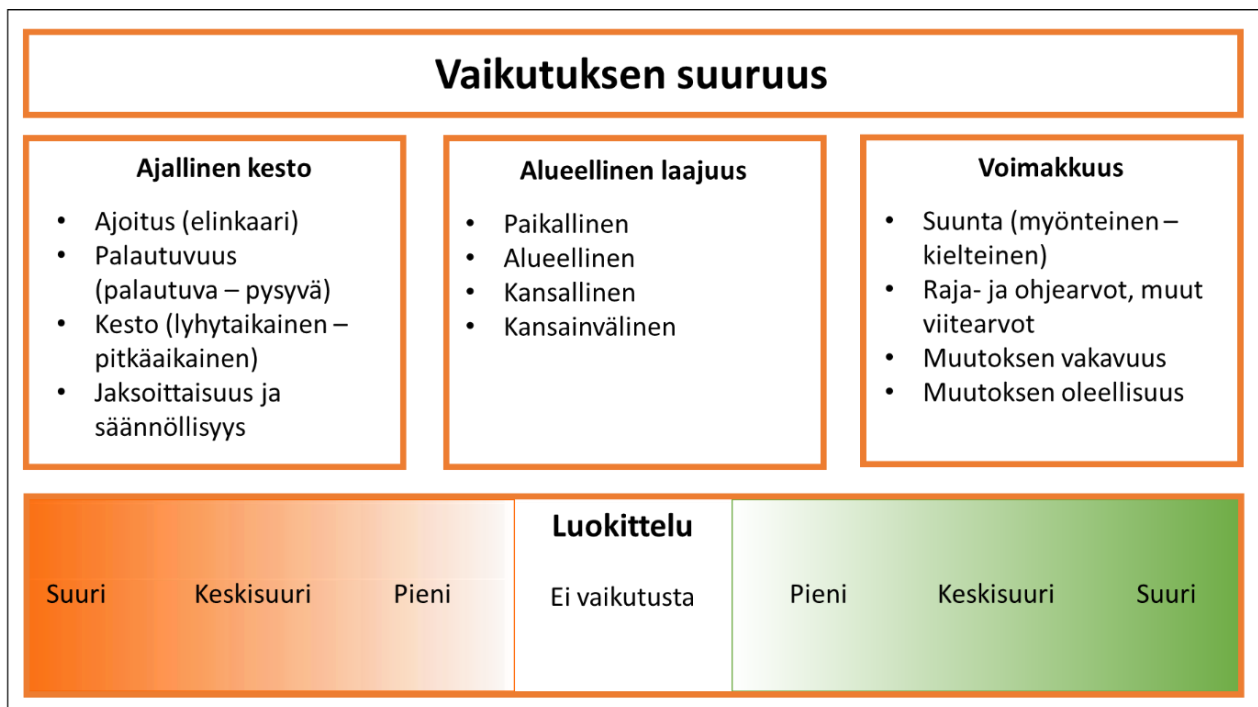 Vaikutuksen suuruus
Ajallinen kesto
• Ajoitus (elinkaari)
• Palautuvuus
(palautuva – pysyvä)
• Kesto (lyhytaikainen –
pitkäaikainen)
• Jaksoittaisuus ja
säännöllisyys
Alueellinen laajuus
• Paikallinen
• Alueellinen
• Kansallinen
• Kansainvälinen
Voimakkuus
• Suunta (myönteinen –
kielteinen)
• Raja- ja ohjearvot, muut
viitearvot
• Muutoksen vakavuus
• Muutoksen oleellisuus
Luokittelu
Suuri Keskisuuri Pieni Ei vaikutusta Pieni Keskisuuri Suuri